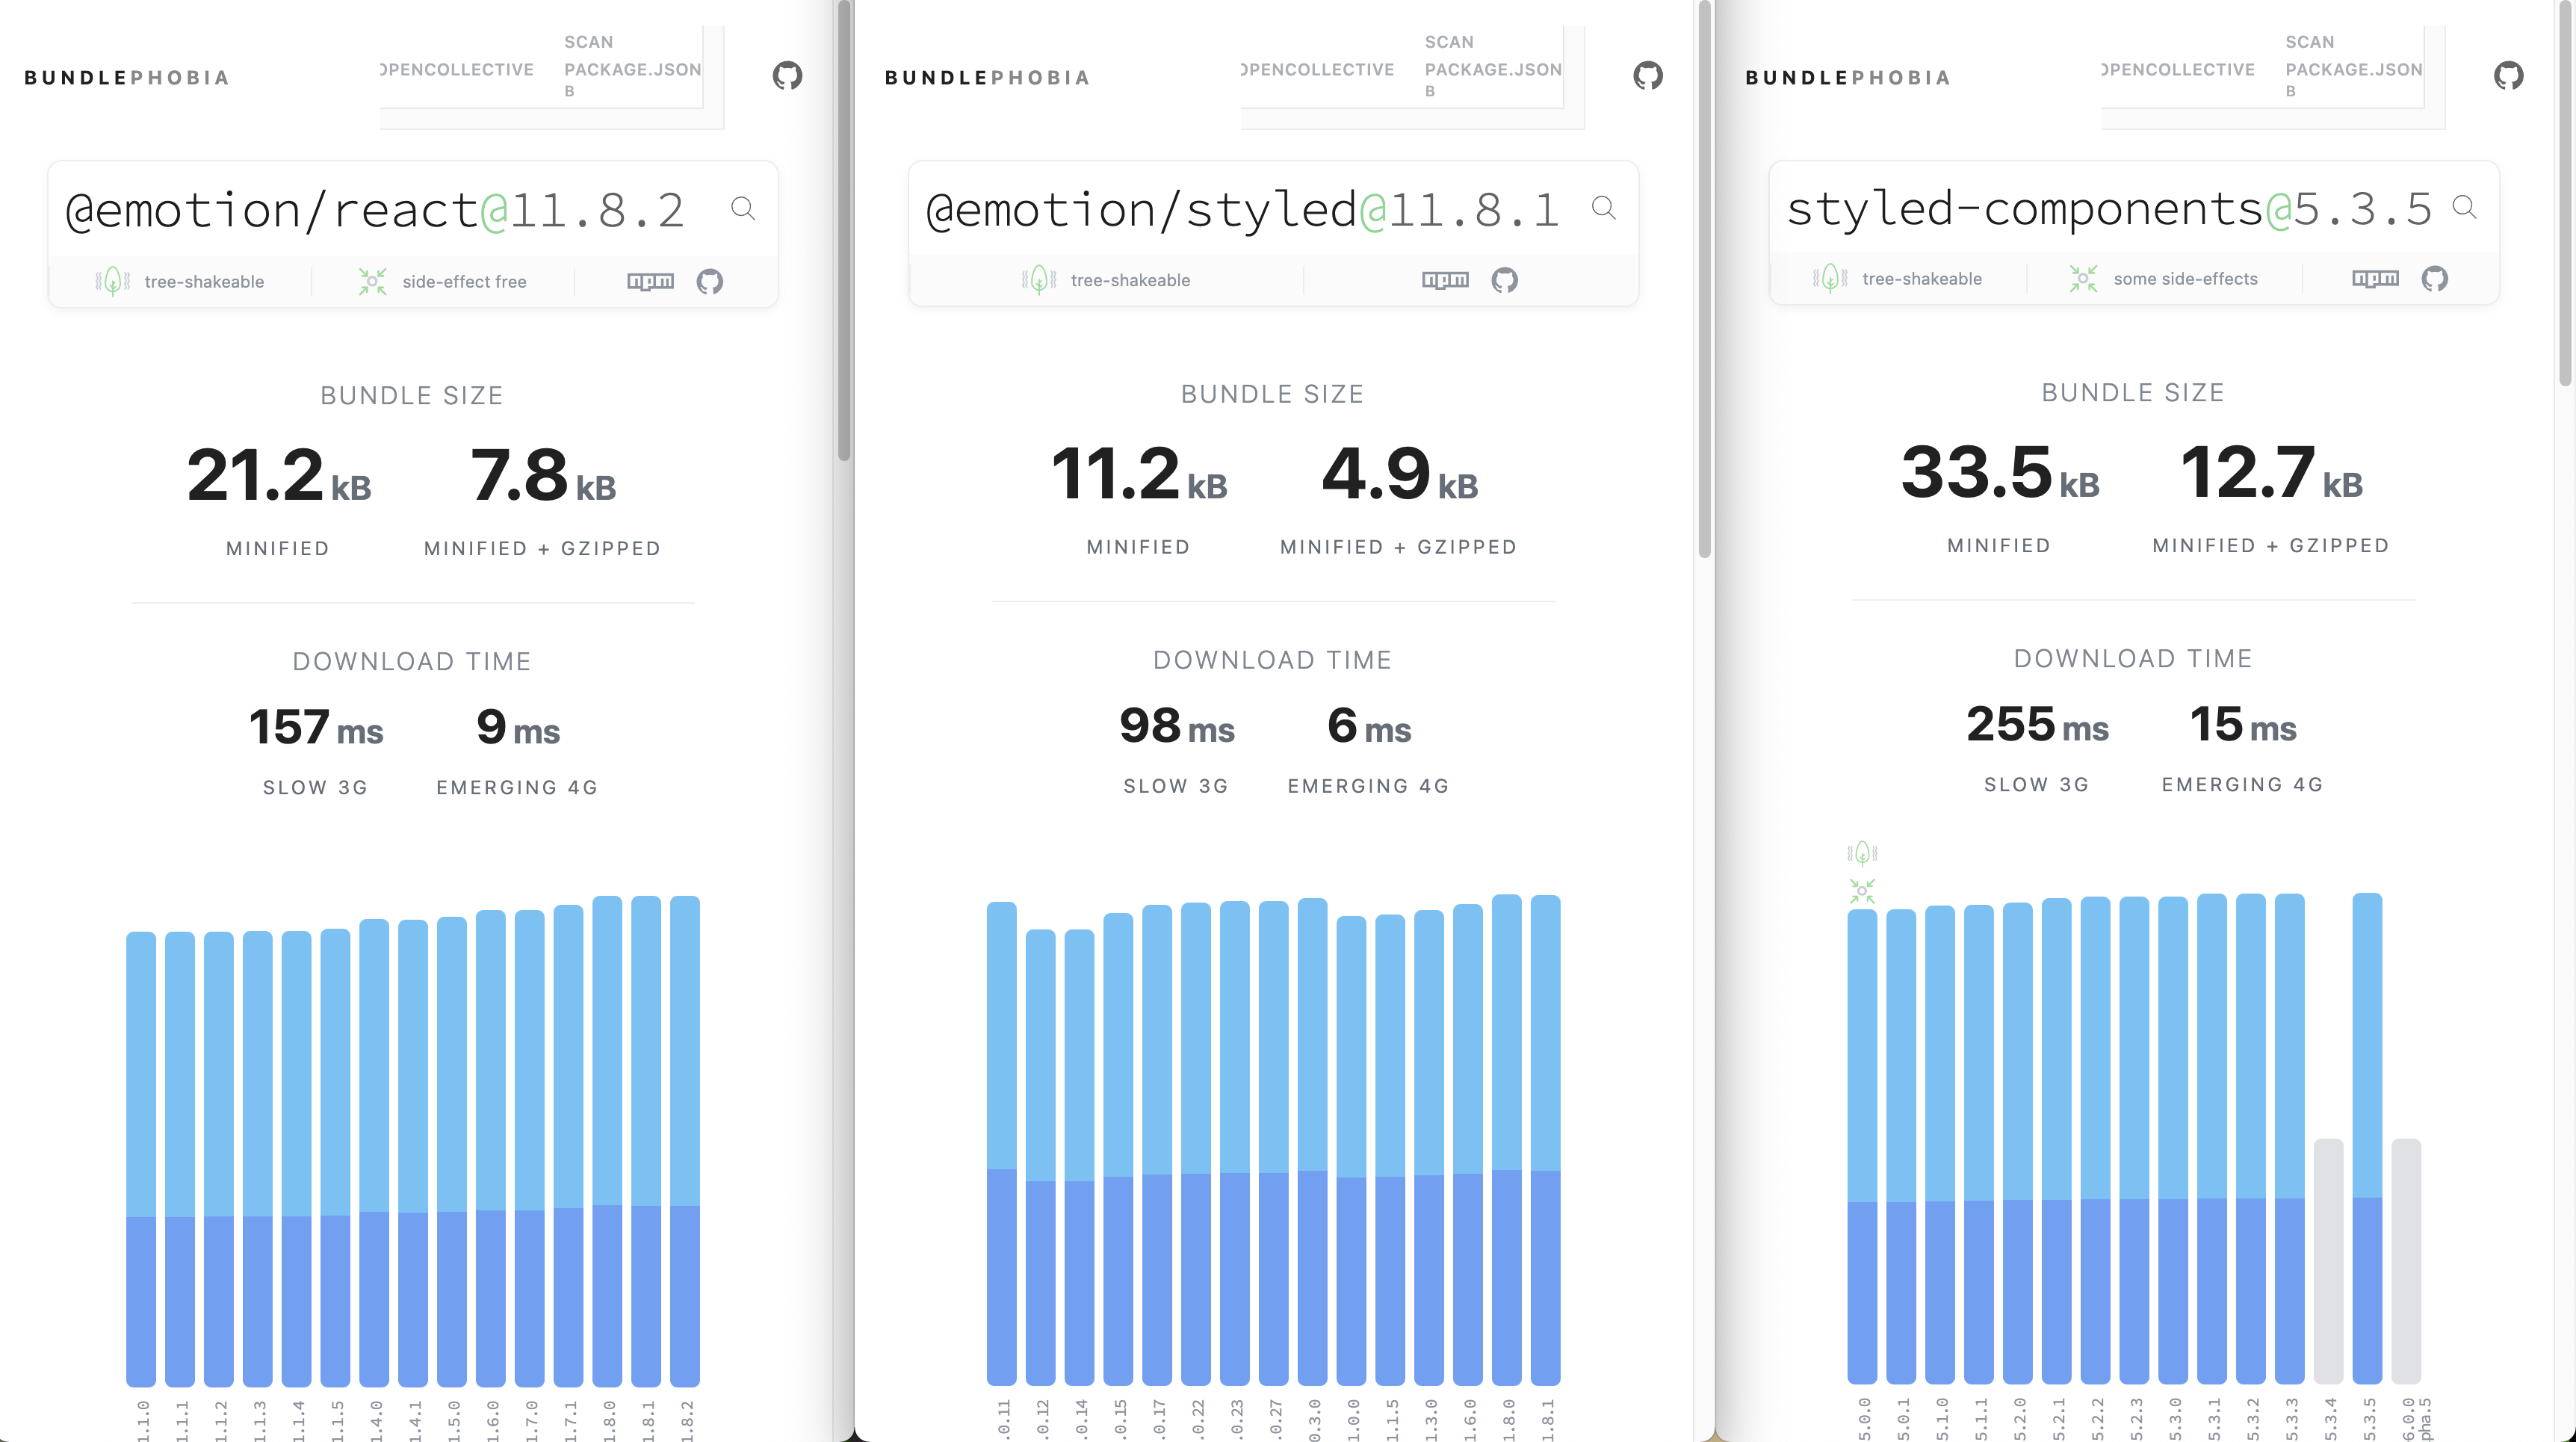 BUNDLEPHOBIA
OPENCOLLECTIVE
SCAN
PACKAGE.JSON
B
@emotion/react@11.8.2
tree-shakeable
side-effect free
npm
BUNDLE SIZE
21.2 kB
MINIFIED
7.8 kB
MINIFIED + GZIPPED
DOWNLOAD TIME
157 ms
SLOW 3G
9 ms
EMERGING 4G
1.1.0
1.1.1
1.1.2
1.1.3
1.1.4
1.1.5
1.4.0
1.4.1
1.5.0
1.6.0
1.7.0
1.7.1
1.8.0
1.8.1
1.8.2
BUNDLEPHOBIA
OPENCOLLECTIVE
SCAN
PACKAGE.JSON
B
@emotion/styled@11.8.1
tree-shakeable
npm
BUNDLE SIZE
11.2 kB
MINIFIED
4.9 kB
MINIFIED + GZIPPED
DOWNLOAD TIME
98 ms
SLOW 3G
6 ms
EMERGING 4G
.0.11
.0.12
.0.14
.0.15
.0.17
.0.22
.0.23
.0.27
0.3.0
1.0.0
1.1.5
1.3.0
1.6.0
1.8.0
1.8.1
BUNDLEPHOBIA
OPENCOLLECTIVE
SCAN
PACKAGE.JSON
B
styled-components@5.3.5
tree-shakeable
some side-effects
npm
BUNDLE SIZE
33.5 kB
MINIFIED
12.7 kB
MINIFIED + GZIPPED
DOWNLOAD TIME
255 ms
SLOW 3G
15 ms
EMERGING 4G
5.0.0
5.0.1
5.1.0
5.1.1
5.2.0
5.2.1
5.2.2
5.2.3
5.3.0
5.3.1
5.3.2
5.3.3
5.3.4
5.3.5
6.0.0
pha.5